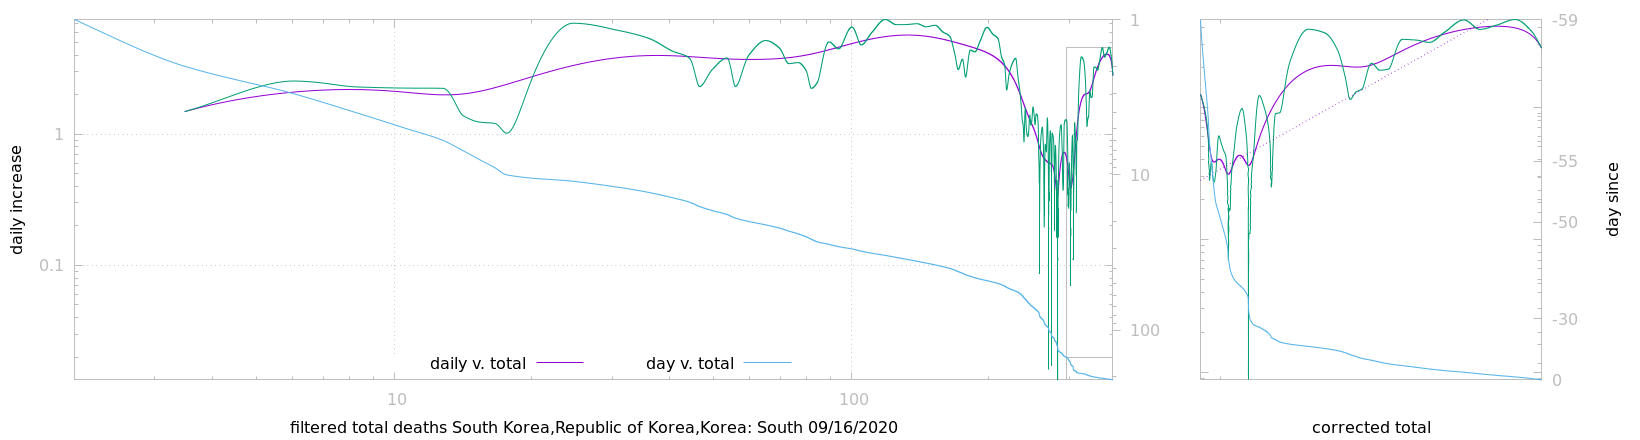 1
-59
daily increase
1
-55
10
day since
-50
0.1
-30
100
daily v. total
day v. total
0
10
100
filtered total deaths South Korea,Republic of Korea,Korea: South 09/16/2020
corrected total